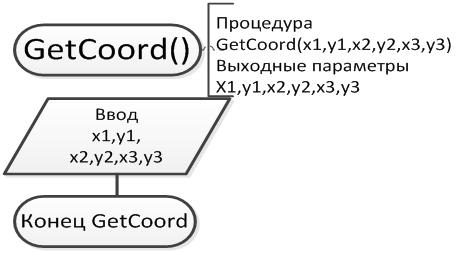 GetCoord()
Процедура
GetCoord(x1,y1,x2,y2,x3,y3)
Выходные параметры
X1,y1,x2,y2,x3,y3
Ввод
x1,y1,
x2,y2,x3,y3
Конец GetCoord